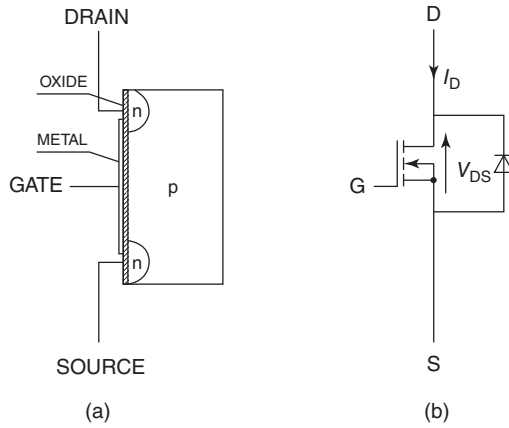 DRAIN
OXIDE
n
METAL
GATE
p
n
SOURCE
(a)
D
I_D
G
V_DS
S
(b)